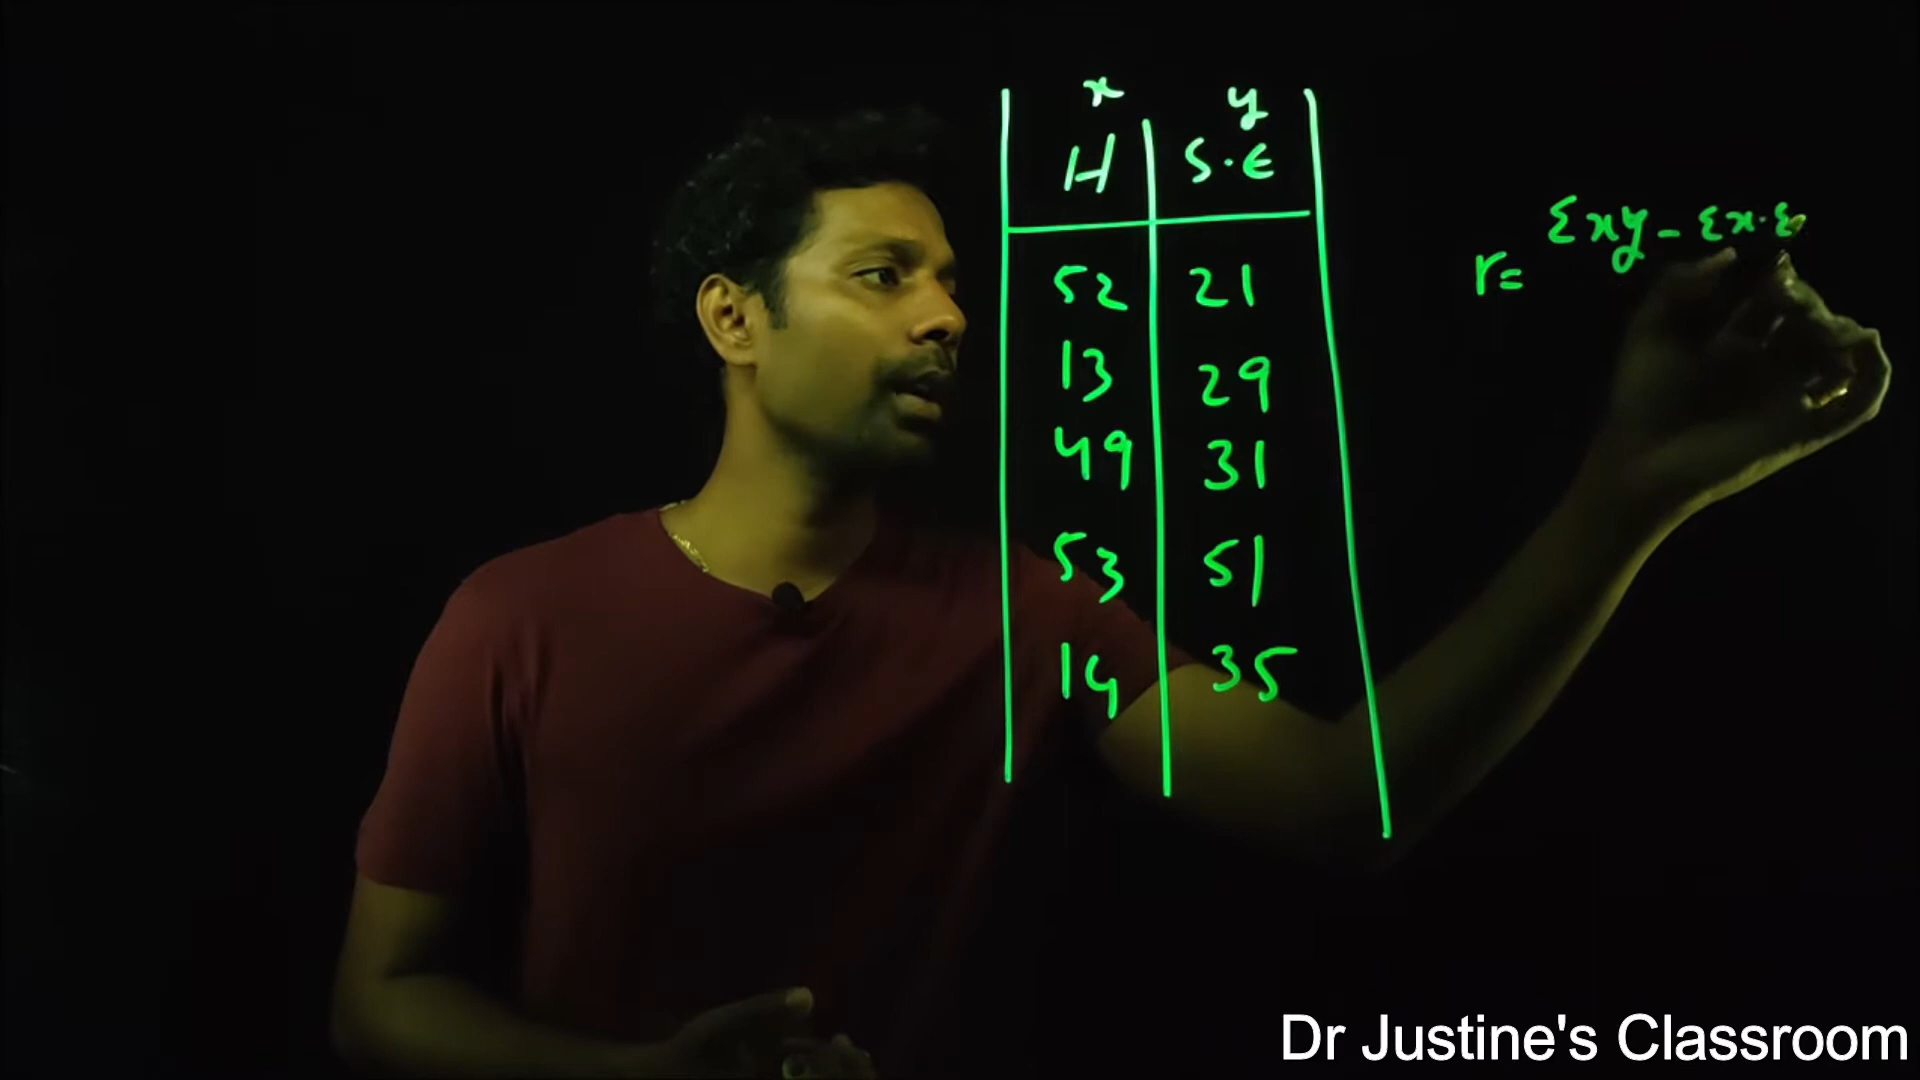 x y
H S.E
52 21
13 29
49 31
53 51
14 35
r= Σxy - Σx.Σ
Dr Justine's Classroom